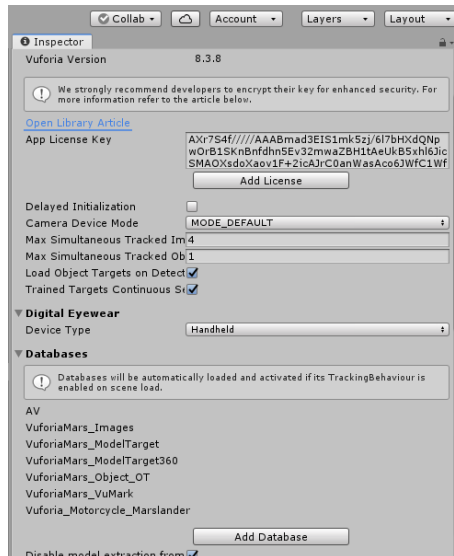 Collab Account Layers Layout
Inspector
Vuforia Version 8.3.8
We strongly recommend developers to encrypt their key for enhanced security. For
more information refer to the article below.
Open Library Article
App License Key AXr7S4f/////AAABmad3EIS1mk5zj/6l7bHXdQNp
wOrB1SKnBnfdhn5Ev32mwaZBH1tAeUkB5xhl6Jic
SMAOXsdoXaov1F+2icAJrC0anWasAco6JWfC1Wf
Add License
Delayed Initialization
Camera Device Mode MODE_DEFAULT
Max Simultaneous Tracked Im 4
Max Simultaneous Tracked Ob 1
Load Object Targets on Detect
Trained Targets Continuous Se
Digital Eyewear
Device Type Handheld
Databases
Databases will be automatically loaded and activated if its TrackingBehaviour is
enabled on scene load.
AV
VuforiaMars_Images
VuforiaMars_ModelTarget
VuforiaMars_ModelTarget360
VuforiaMars_Object_OT
VuforiaMars_VuMark
Vuforia_Motorcycle_Marslander
Add Database
Disable model extraction from